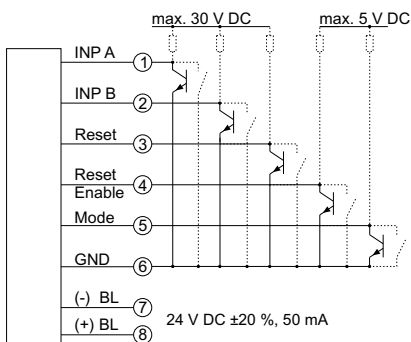 max. 30 V DC
max. 5 V DC
INP A 1
INP B 2
Reset 3
Reset
Enable 4
Mode 5
GND 6
(-) BL 7
(+) BL 8
24 V DC ±20 %, 50 mA